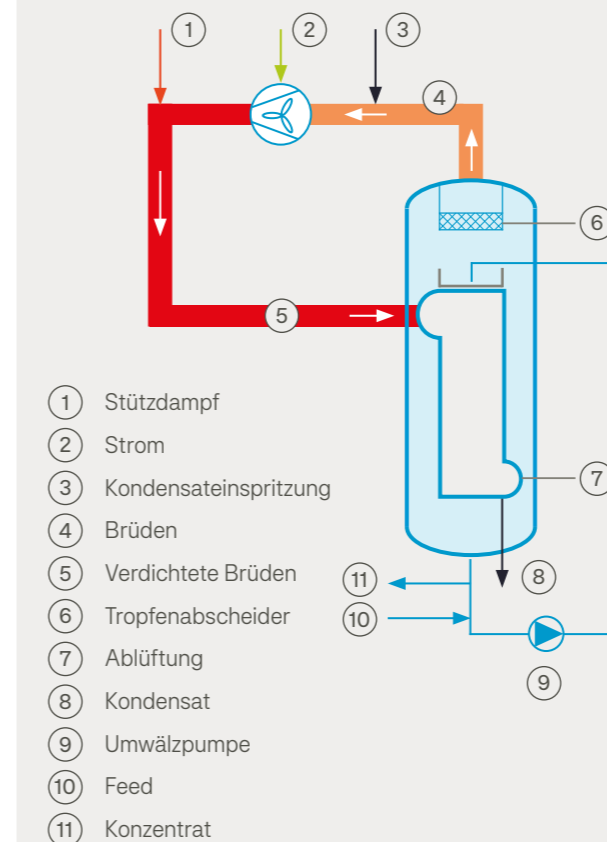 1 2 3
4
6
5
7
11 8
10
9
1 Stützdampf
2 Strom
3 Kondensateinspritzung
4 Brüden
5 Verdichtete Brüden
6 Tropfenabscheider
7 Ablüftung
8 Kondensat
9 Umwälzpumpe
10 Feed
11 Konzentrat